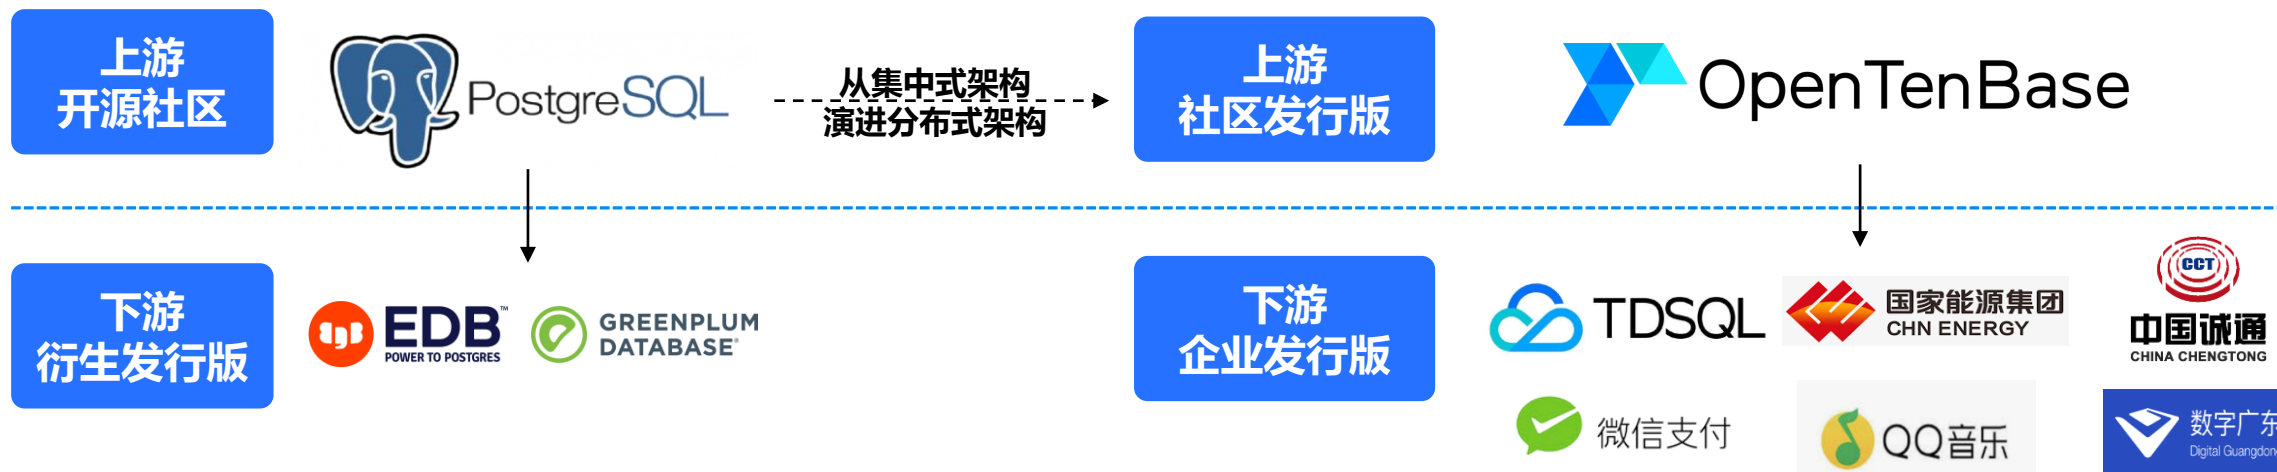 上游
开源社区
PostgreSQL
从集中式架构
演进分布式架构
上游
社区发行版
OpenTenBase
下游
衍生发行版
EDB™
POWER TO POSTGRES
GREENPLUM
DATABASE®
下游
企业发行版
TDSQL
国家能源集团
CHN ENERGY
CCT
中国诚通
CHINA CHENGTONG
微信支付
QQ音乐
数字广东
Digital Guangdong